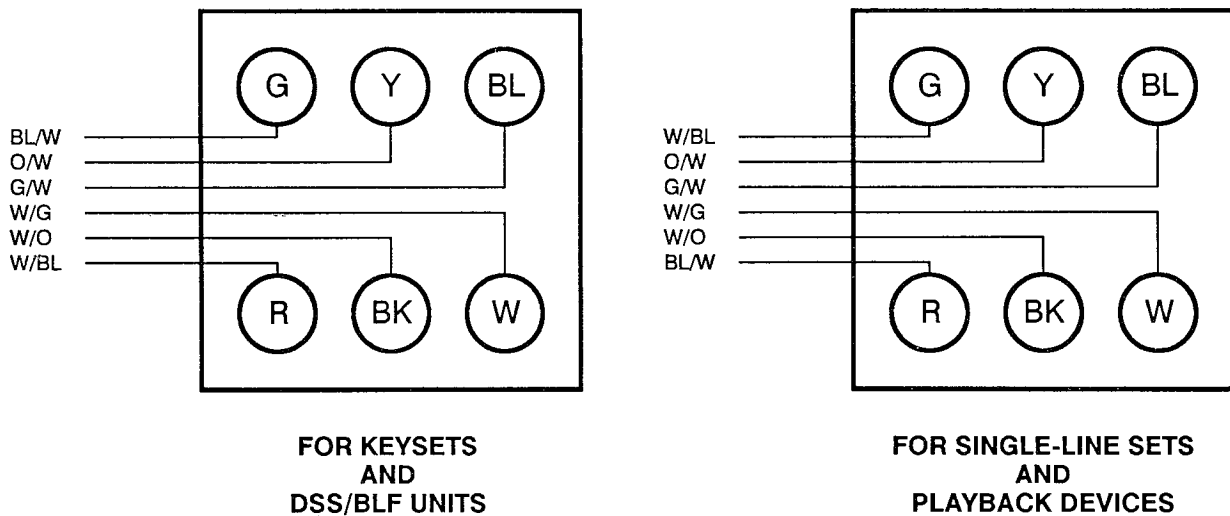 G Y BL
BL/W
O/W
G/W
W/G
W/O
W/BL
R BK W
FOR KEYSETS
AND
DSS/BLF UNITS
G Y BL
W/BL
O/W
G/W
W/G
W/O
BL/W
R BK W
FOR SINGLE-LINE SETS
AND
PLAYBACK DEVICES